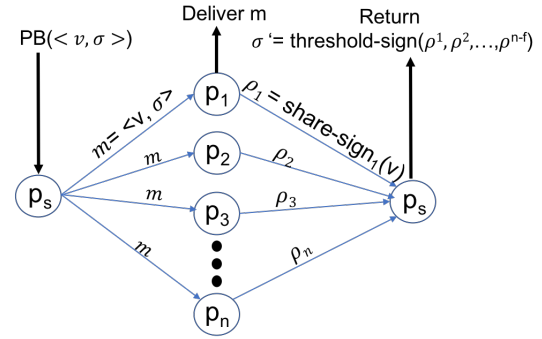 Deliver m
Return
PB(< v, σ >)
σ ‘= threshold-sign(ρ¹, ρ²,…,ρⁿ⁻ᶠ)
m= <v, σ>
p₁
ρ₁ = share-sign₁(v)
m
p₂
ρ₂
pₛ
m
p₃
ρ₃
pₛ
m
pₙ
ρₙ